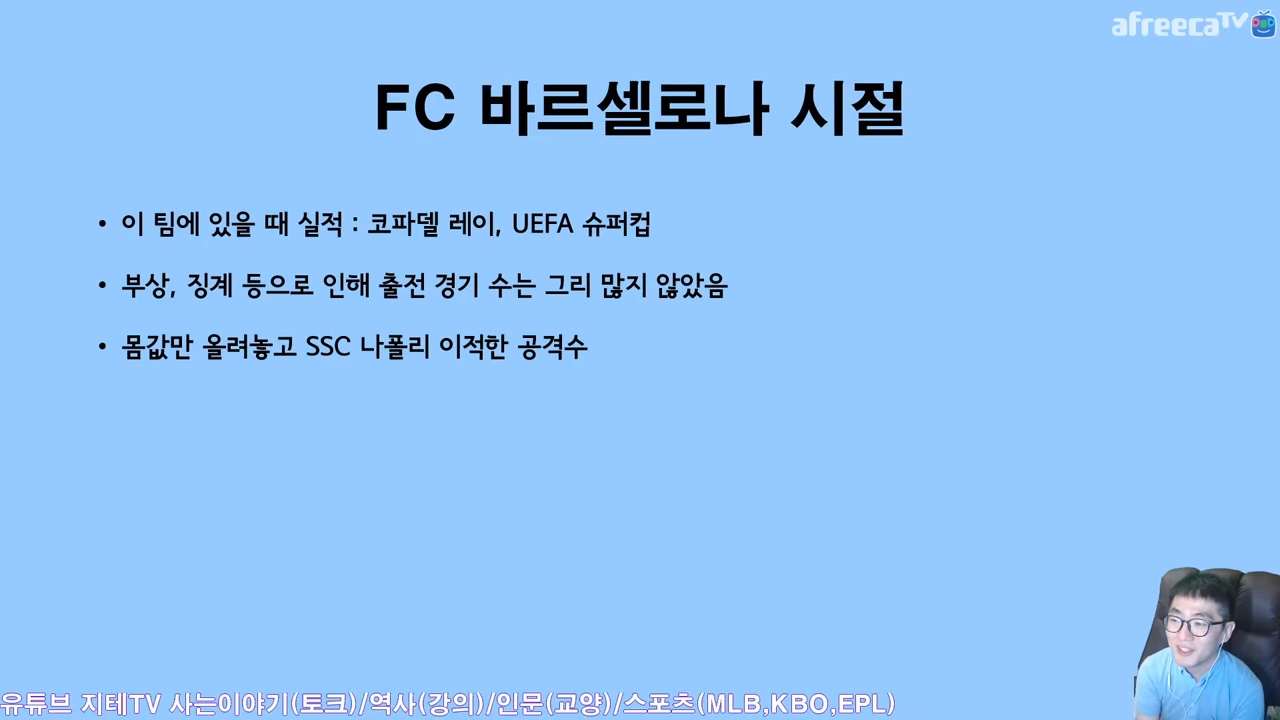 afreecaTV
FC 바르셀로나 시절
• 이 팀에 있을 때 실적 : 코파델 레이, UEFA 슈퍼컵
• 부상, 징계 등으로 인해 출전 경기 수는 그리 많지 않았음
• 몸값만 올려놓고 SSC 나폴리 이적한 공격수
유튜브 지테TV 사는이야기(토크)/역사(강의)/인문(교양)/스포츠(MLB,KBO,EPL)